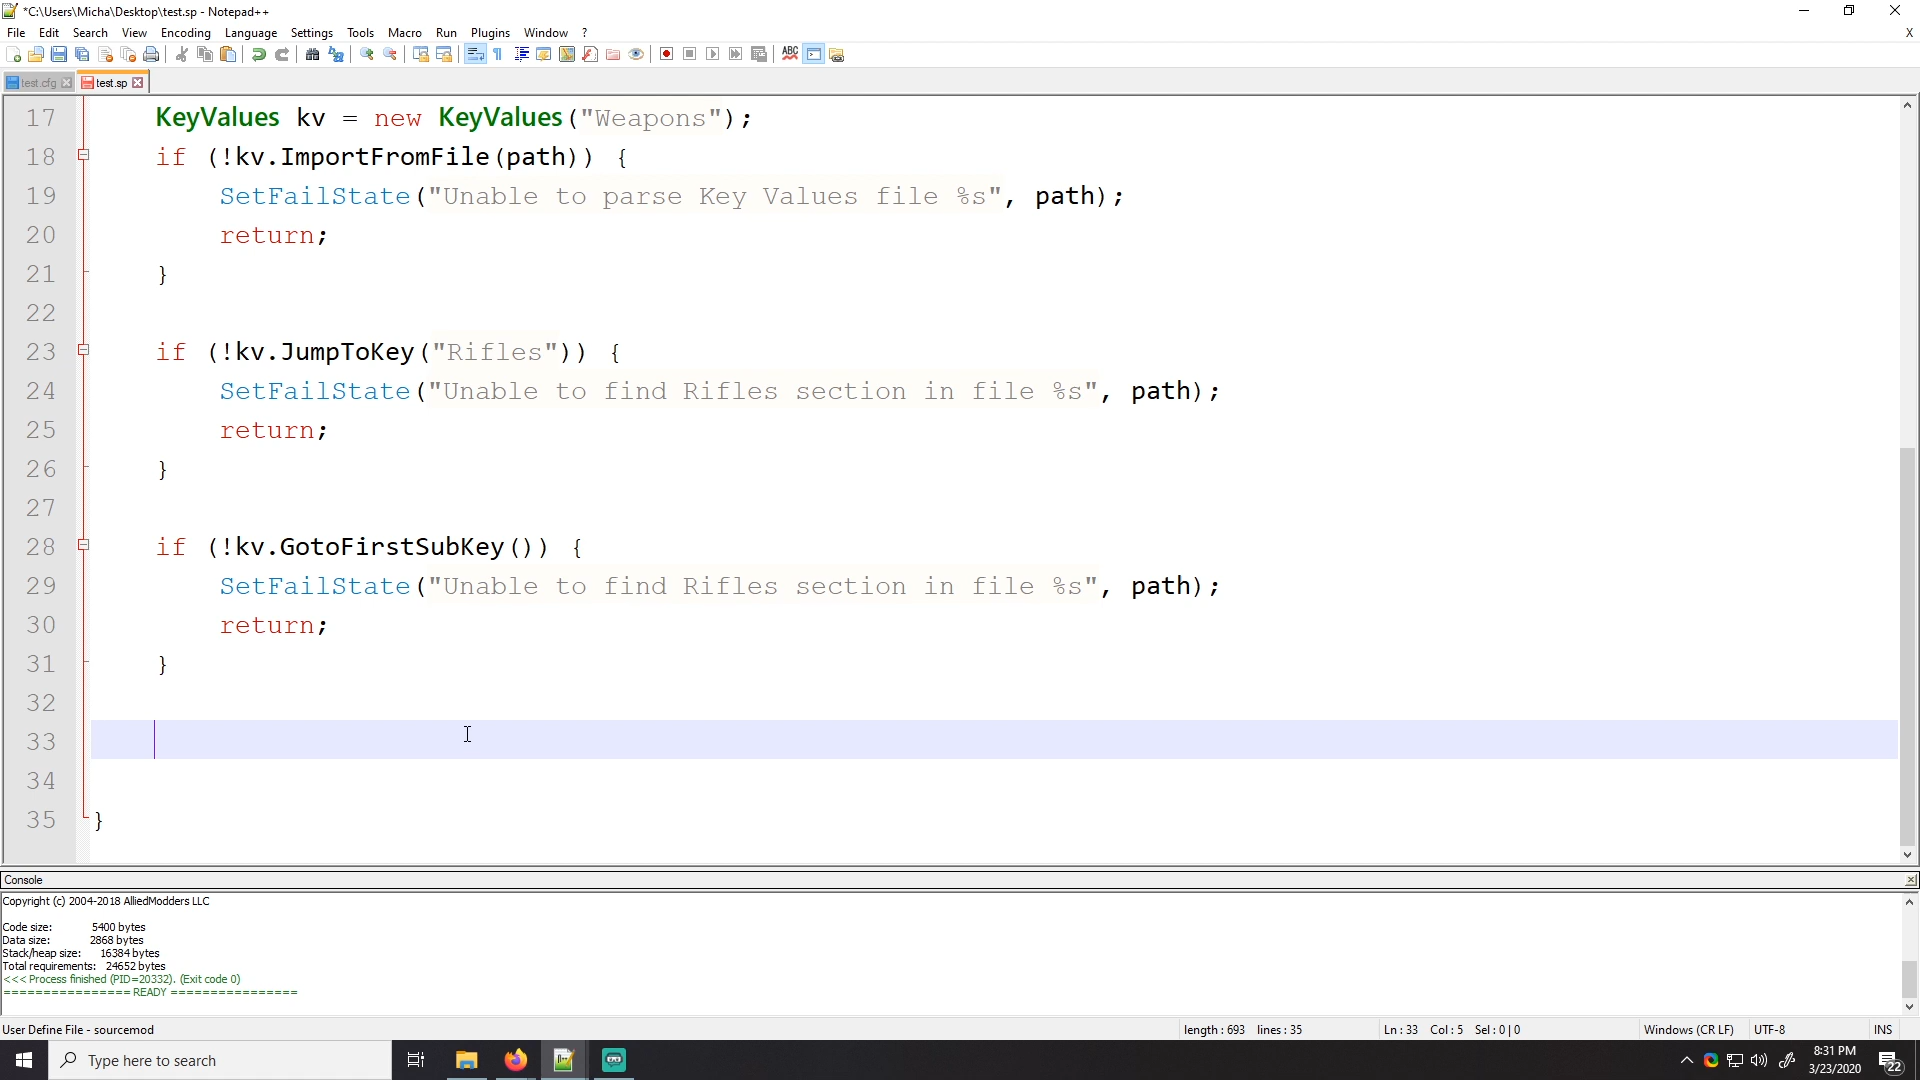 *C:\Users\Micha\Desktop\test.sp - Notepad++
File Edit Search View Encoding Language Settings Tools Macro Run Plugins Window ? X
test.cfg test.sp
17 KeyValues kv = new KeyValues("Weapons");
18 if (!kv.ImportFromFile(path)) {
19 SetFailState("Unable to parse Key Values file %s", path);
20 return;
21 }
22
23 if (!kv.JumpToKey("Rifles")) {
24 SetFailState("Unable to find Rifles section in file %s", path);
25 return;
26 }
27
28 if (!kv.GotoFirstSubKey()) {
29 SetFailState("Unable to find Rifles section in file %s", path);
30 return;
31 }
32
33
34
35 }
Console
Copyright (c) 2004-2018 AlliedModders LLC
Code size: 5400 bytes
Data size: 2868 bytes
Stack/heap size: 16384 bytes
Total requirements: 24652 bytes
<<< Process finished (PID=20332). (Exit code 0)
================ READY ================
User Define File - sourcemod length : 693 lines : 35 Ln : 33 Col : 5 Sel : 0 | 0 Windows (CR LF) UTF-8 INS
Type here to search 8:31 PM
3/23/2020 22